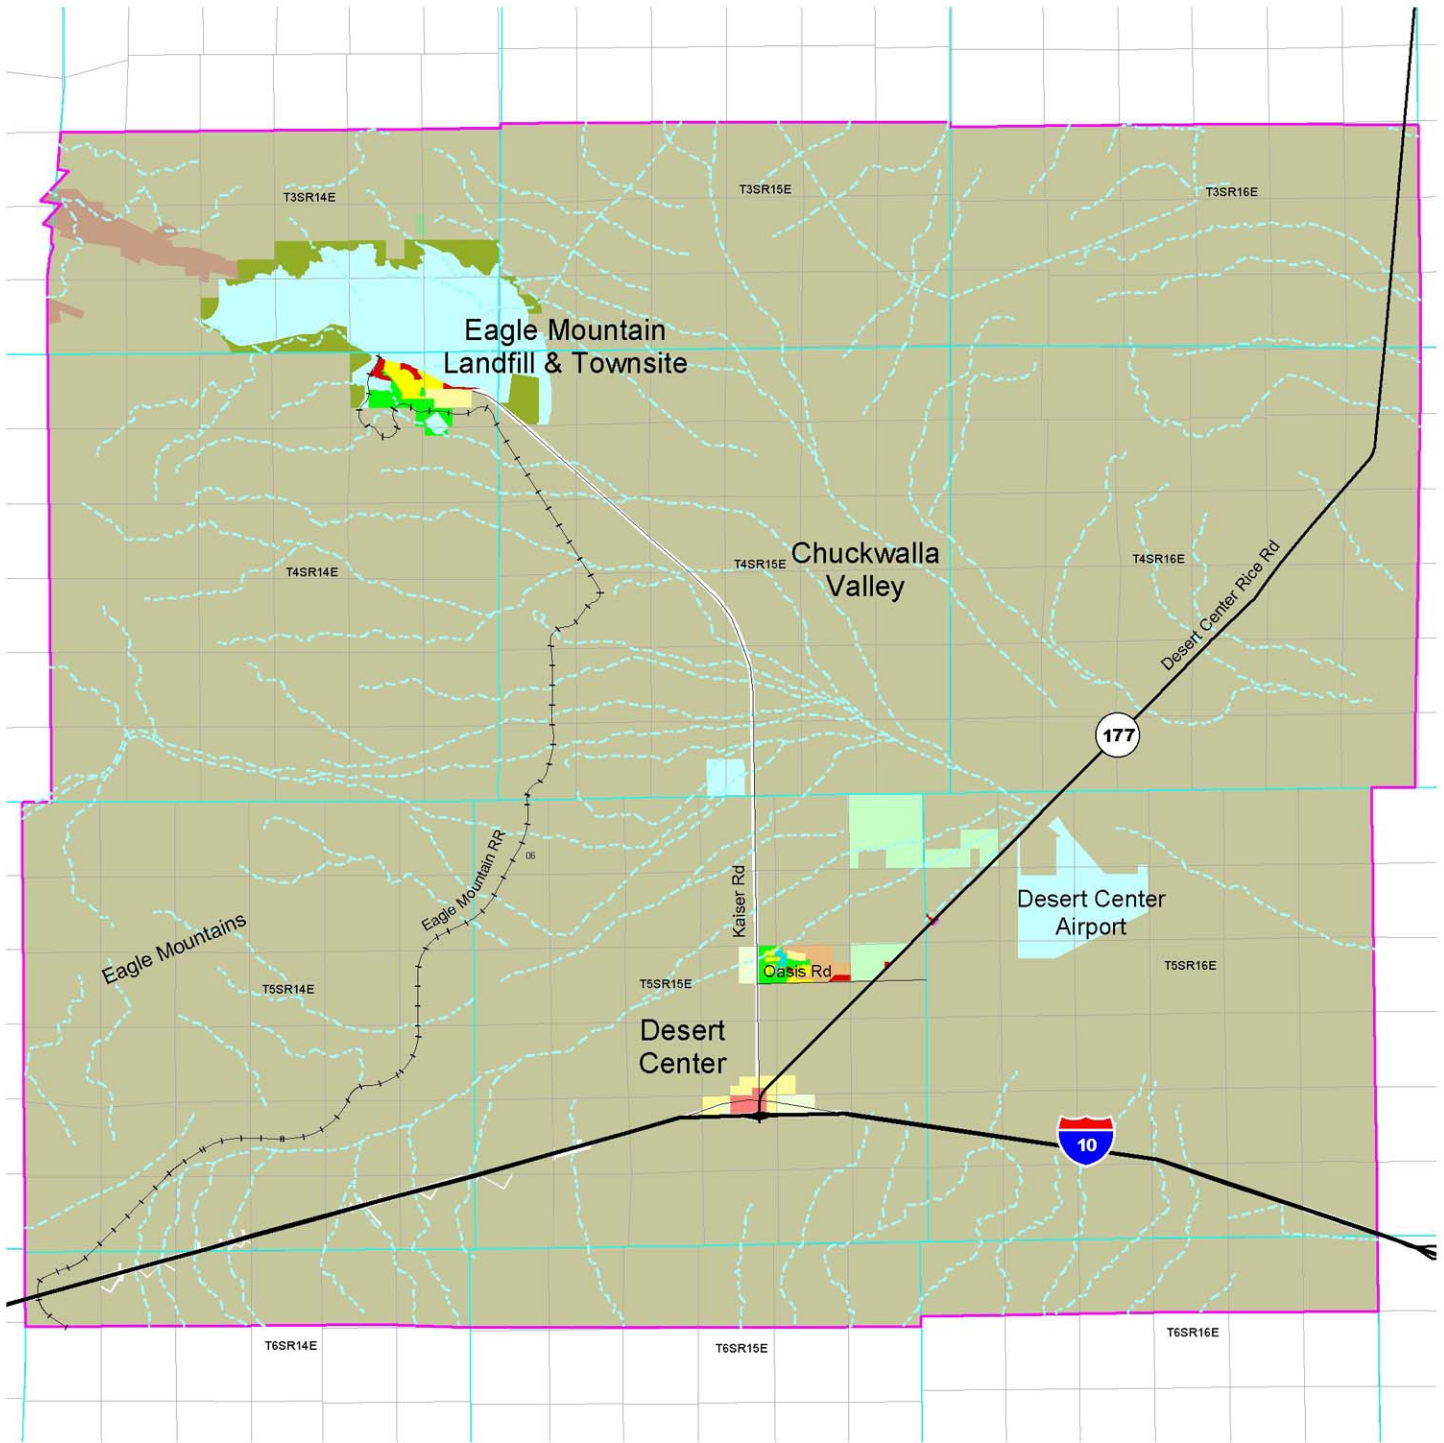 T3SR14E
T3SR15E
T3SR16E
Eagle Mountain
Landfill & Townsite
T4SR14E
T4SR15E
Chuckwalla
Valley
T4SR16E
Desert Center Rice Rd
177
Eagle Mountain RR
06
Kaiser Rd
Desert Center
Airport
Eagle Mountains
T5SR14E
T5SR15E
Oasis Rd
T5SR16E
Desert
Center
10
T6SR14E
T6SR15E
T6SR16E